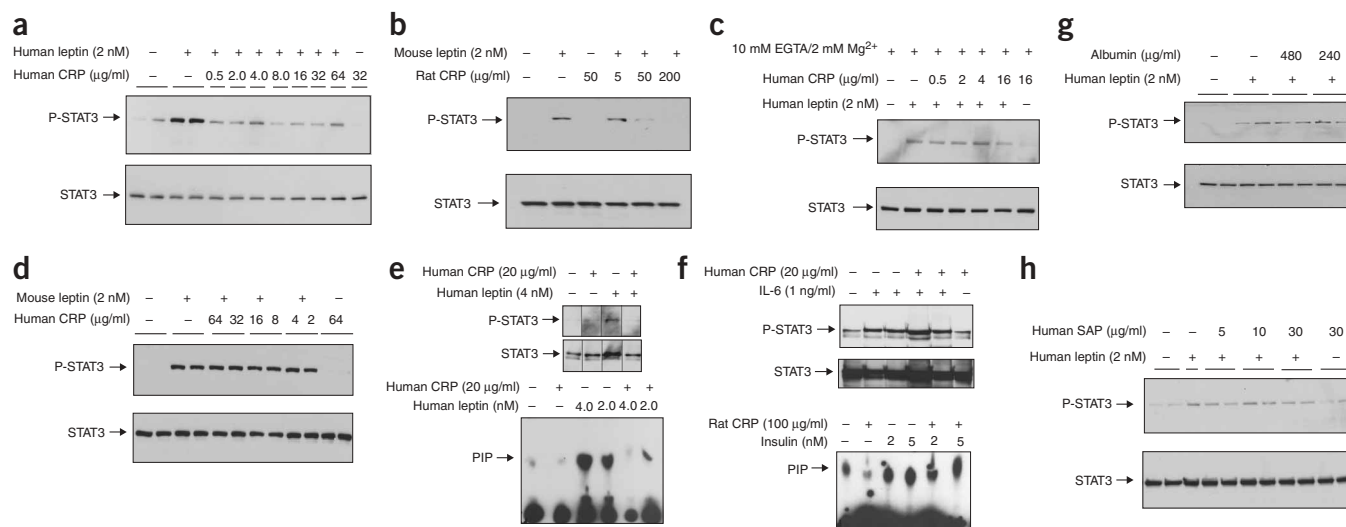 a
Human leptin (2 nM) – + + + + + + + + –
Human CRP (µg/ml) – – 0.5 2.0 4.0 8.0 16 32 64 32
P-STAT3
STAT3
b
Mouse leptin (2 nM) – + – + + +
Rat CRP (µg/ml) – – 50 5 50 200
P-STAT3
STAT3
c
10 mM EGTA/2 mM Mg2+ + + + + + + +
Human CRP (µg/ml) – – 0.5 2 4 16 16
Human leptin (2 nM) – + + + + + –
P-STAT3
STAT3
g
Albumin (µg/ml) – – 480 240
Human leptin (2 nM) – + + +
P-STAT3
STAT3
d
Mouse leptin (2 nM) – + + + + –
Human CRP (µg/ml) – – 64 32 16 8 4 2 64
P-STAT3
STAT3
e
Human CRP (20 µg/ml) – + – +
Human leptin (4 nM) – – + +
P-STAT3
STAT3
Human CRP (20 µg/ml) – + – – + +
Human leptin (nM) – – 4.0 2.0 4.0 2.0
PIP
f
Human CRP (20 µg/ml) – – – + + +
IL-6 (1 ng/ml) – + + + + –
P-STAT3
STAT3
Rat CRP (100 µg/ml) – + – – + +
Insulin (nM) – – 2 5 2 5
PIP
h
Human SAP (µg/ml) – – 5 10 30 30
Human leptin (2 nM) – + + + + –
P-STAT3
STAT3